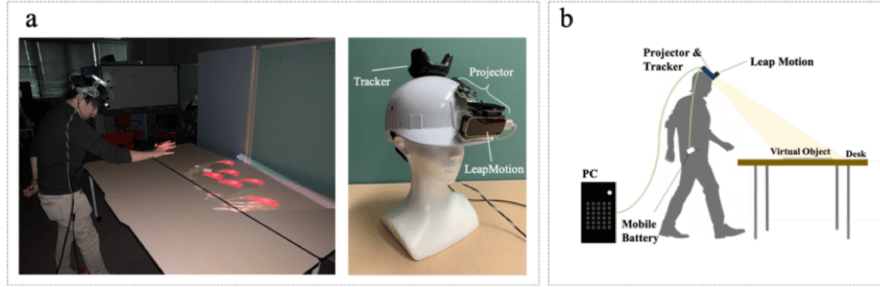 a
Tracker
Projector
LeapMotion
b
Projector &
Tracker
Leap Motion
Virtual Object
Desk
PC
Mobile
Battery